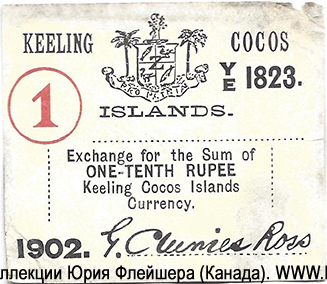 KEELING COCOS
YE 1823.
1
PRO PATRIA
ISLANDS.
Exchange for the Sum of
ONE-TENTH RUPEE
Keeling Cocos Islands
Currency.
1902. G. Clunies Ross
ллекции Юрия Флейшера (Канада). WWW.